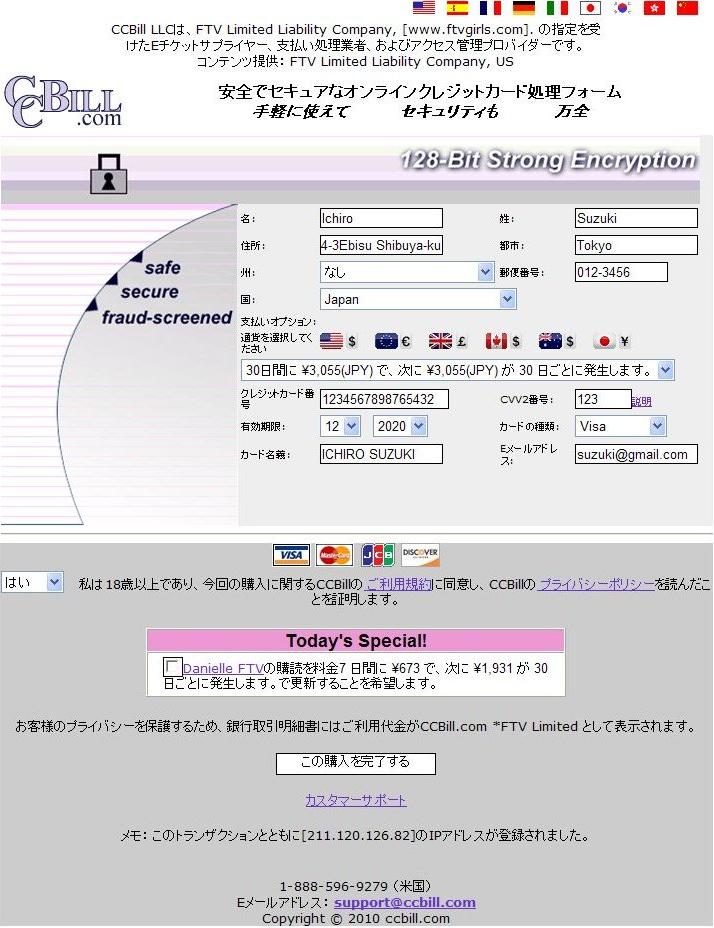 CCBill LLCは、FTV Limited Liability Company, [www.ftvgirls.com]. の指定を受
けたEチケットサプライヤー、支払い処理業者、およびアクセス管理プロバイダーです。
コンテンツ提供: FTV Limited Liability Company, US
CCBILL.com
安全でセキュアなオンラインクレジットカード処理フォーム
手軽に使えて セキュリティも 万全
128-Bit Strong Encryption
safe
secure
fraud-screened
名: Ichiro 姓: Suzuki
住所: 4-3Ebisu Shibuya-ku 都市: Tokyo
州: なし 郵便番号: 012-3456
国: Japan
支払いオプション:
通貨を選択してく
ださい $ € £ $ $ ¥
30日間に ¥3,055(JPY) で、次に ¥3,055(JPY) が 30 日ごとに発生します。
クレジットカード番
号 1234567898765432 CVV2番号: 123 説明
有効期限: 12 2020 カードの種類: Visa
カード名義: ICHIRO SUZUKI Eメールアドレ
ス: suzuki@gmail.com
VISA MasterCard JCB DISCOVER
はい 私は 18歳以上であり、今回の購入に関するCCBillの ご利用規約に同意し、CCBillの プライバシーポリシーを読んだこ
とを証明します。
Today's Special!
Danielle FTVの購読を料金7 日間に ¥673 で、次に ¥1,931 が 30
日ごとに発生します。で更新することを希望します。
お客様のプライバシーを保護するため、銀行取引明細書にはご利用代金がCCBill.com *FTV Limited として表示されます。
この購入を完了する
カスタマーサポート
メモ: このトランザクションとともに[211.120.126.82]のIPアドレスが登録されました。
1-888-596-9279 (米国)
Eメールアドレス: support@ccbill.com
Copyright © 2010 ccbill.com